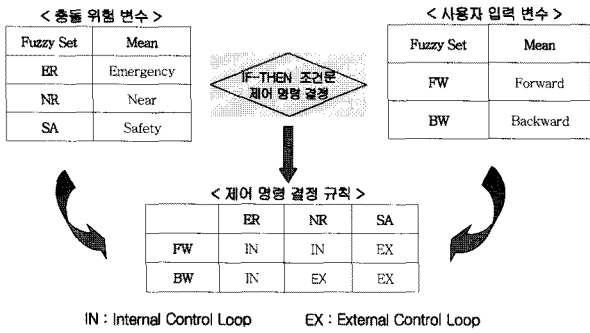 < 충돌 위험 변수 >
Fuzzy Set Mean
ER Emergency
NR Near
SA Safety
IF-THEN 조건문
제어 명령 결정
< 사용자 입력 변수 >
Fuzzy Set Mean
FW Forward
BW Backward
< 제어 명령 결정 규칙 >
ER NR SA
FW IN IN EX
BW IN EX EX
IN : Internal Control Loop EX : External Control Loop